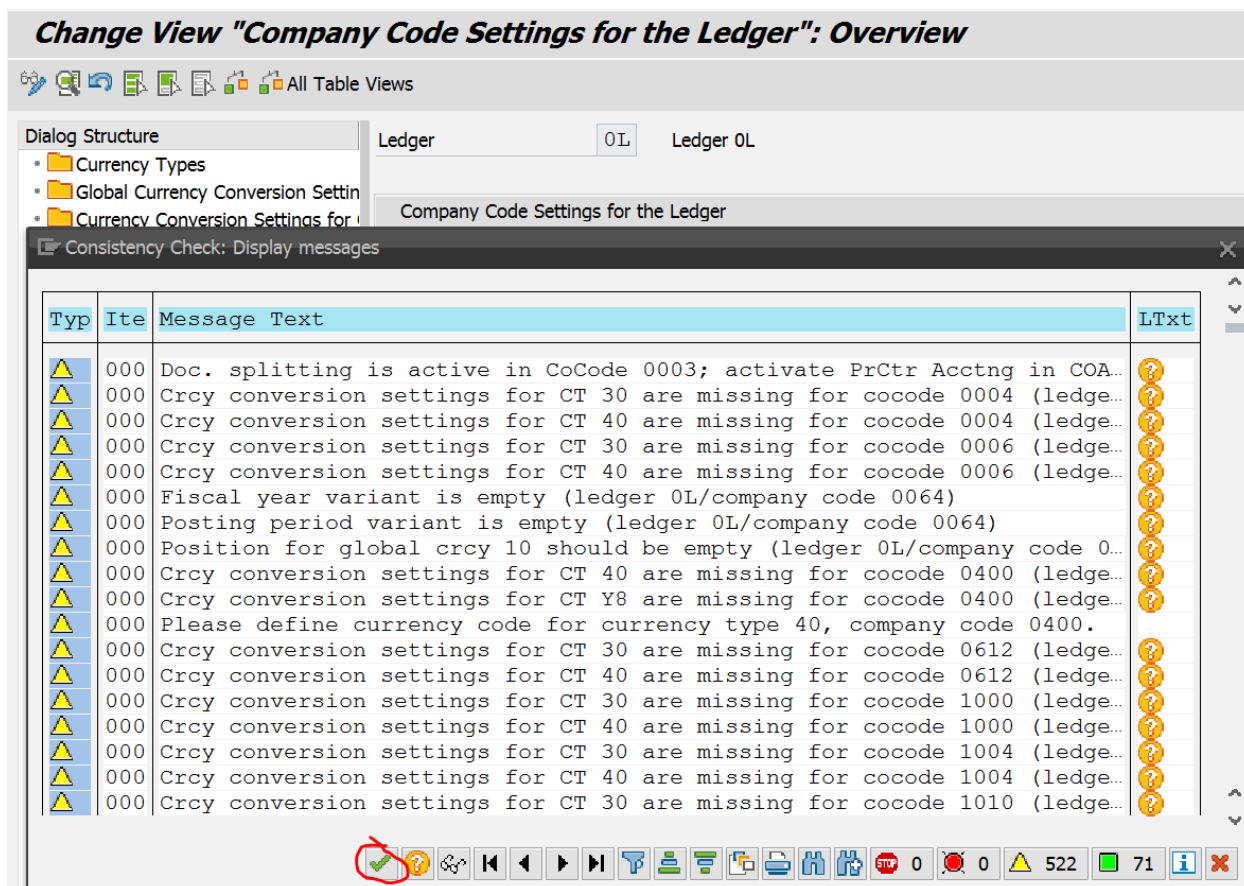 Change View "Company Code Settings for the Ledger": Overview
All Table Views
Dialog Structure
Currency Types
Global Currency Conversion Settin
Currency Conversion Settings for
Ledger 0L Ledger 0L
Company Code Settings for the Ledger
Consistency Check: Display messages
Typ Ite Message Text LTxt
000 Doc. splitting is active in CoCode 0003; activate PrCtr Acctng in COA…
000 Crcy conversion settings for CT 30 are missing for cocode 0004 (ledge…
000 Crcy conversion settings for CT 40 are missing for cocode 0004 (ledge…
000 Crcy conversion settings for CT 30 are missing for cocode 0006 (ledge…
000 Crcy conversion settings for CT 40 are missing for cocode 0006 (ledge…
000 Fiscal year variant is empty (ledger 0L/company code 0064)
000 Posting period variant is empty (ledger 0L/company code 0064)
000 Position for global crcy 10 should be empty (ledger 0L/company code 0…
000 Crcy conversion settings for CT 40 are missing for cocode 0400 (ledge…
000 Crcy conversion settings for CT Y8 are missing for cocode 0400 (ledge…
000 Please define currency code for currency type 40, company code 0400.
000 Crcy conversion settings for CT 30 are missing for cocode 0612 (ledge…
000 Crcy conversion settings for CT 40 are missing for cocode 0612 (ledge…
000 Crcy conversion settings for CT 30 are missing for cocode 1000 (ledge…
000 Crcy conversion settings for CT 40 are missing for cocode 1000 (ledge…
000 Crcy conversion settings for CT 30 are missing for cocode 1004 (ledge…
000 Crcy conversion settings for CT 40 are missing for cocode 1004 (ledge…
000 Crcy conversion settings for CT 30 are missing for cocode 1010 (ledge…
STOP 0 0 522 71